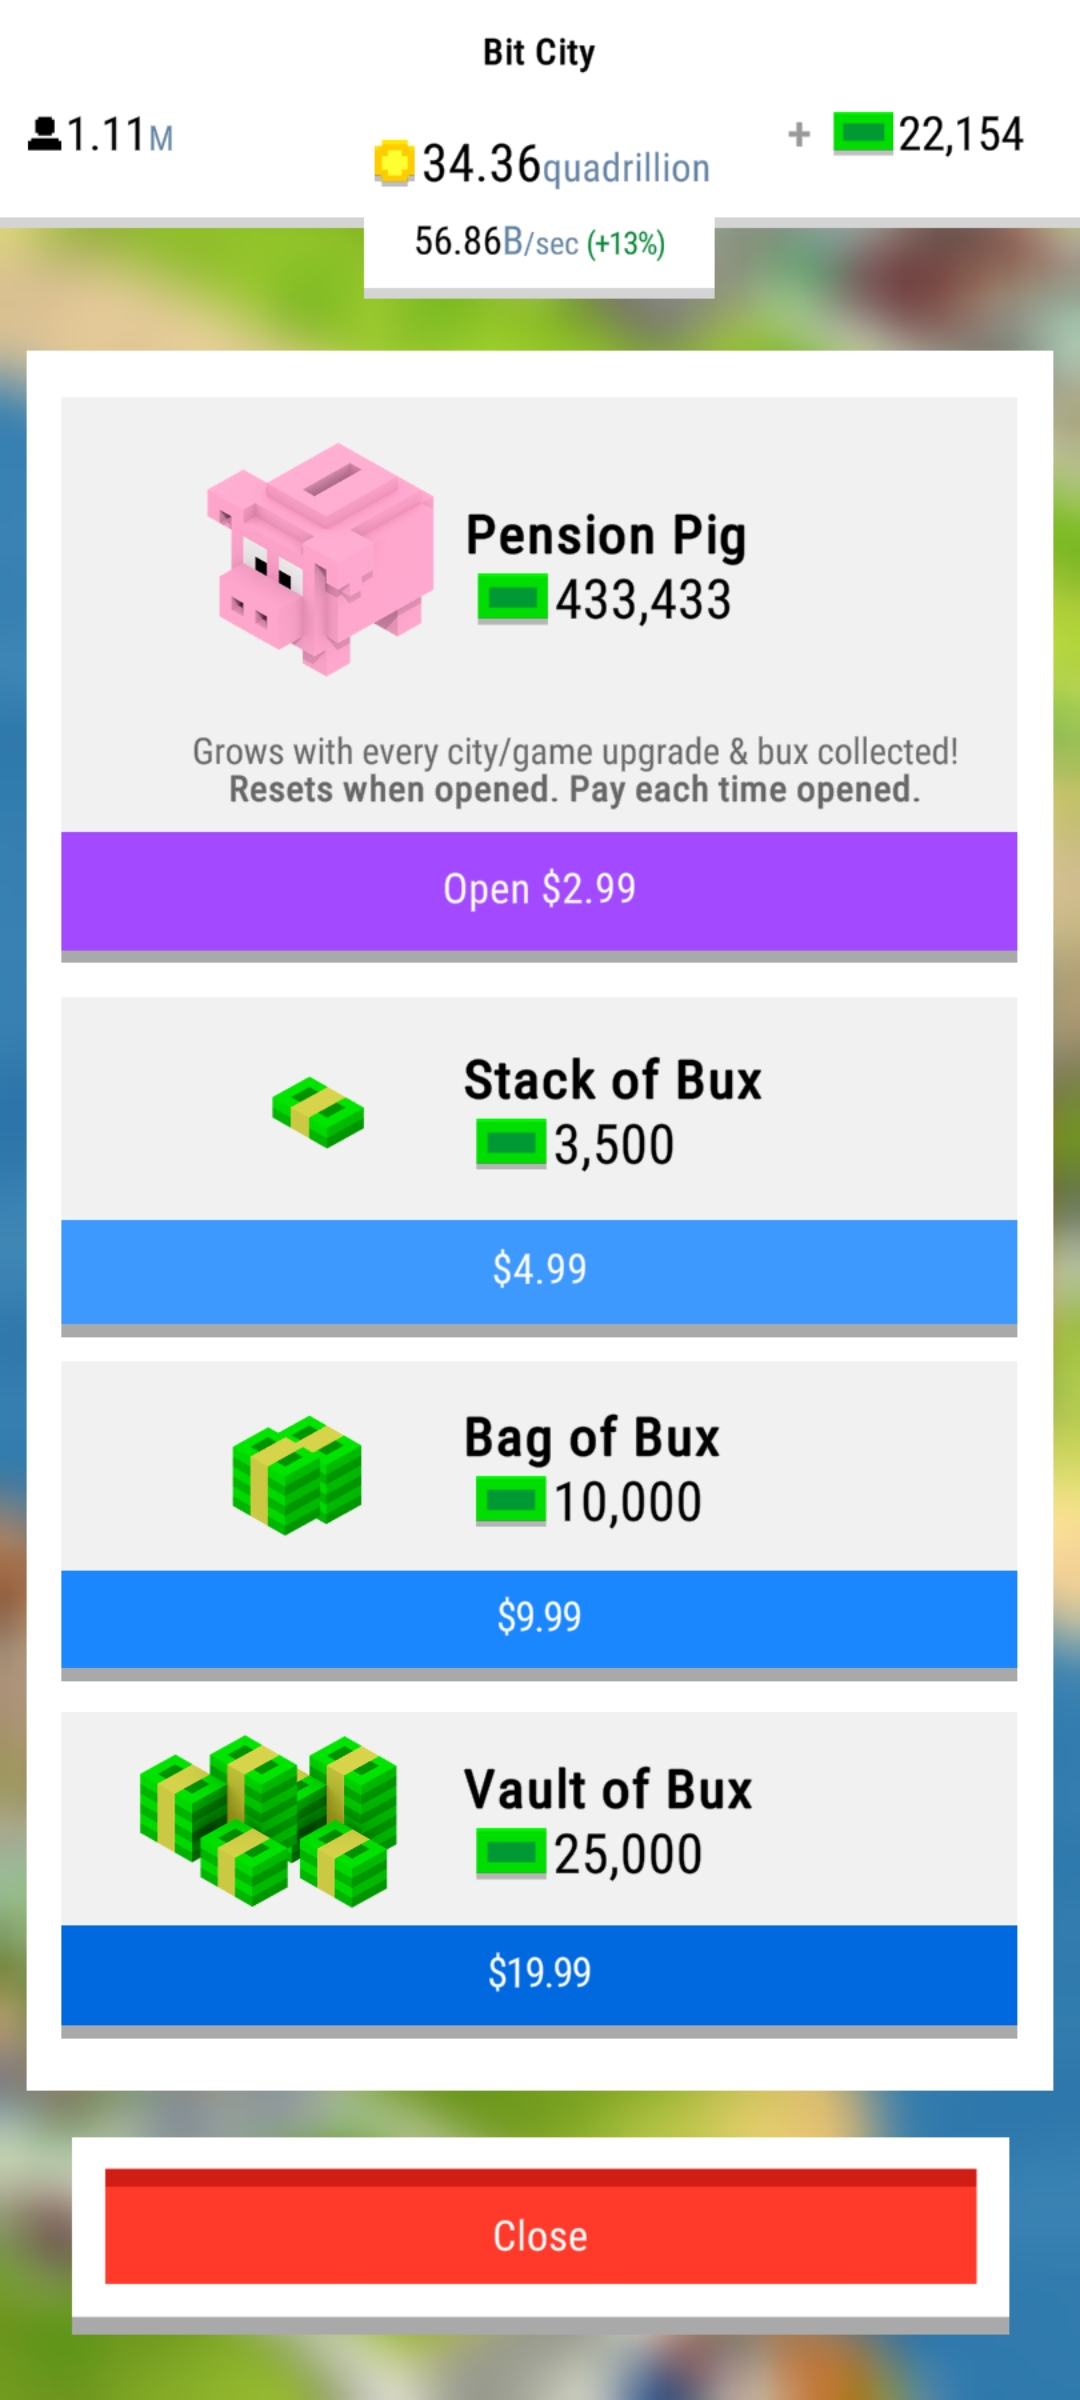 Bit City
1.11M
34.36quadrillion
+ 22,154
56.86B/sec (+13%)
Pension Pig
433,433
Grows with every city/game upgrade & bux collected!
Resets when opened. Pay each time opened.
Open $2.99
Stack of Bux
3,500
$4.99
Bag of Bux
10,000
$9.99
Vault of Bux
25,000
$19.99
Close